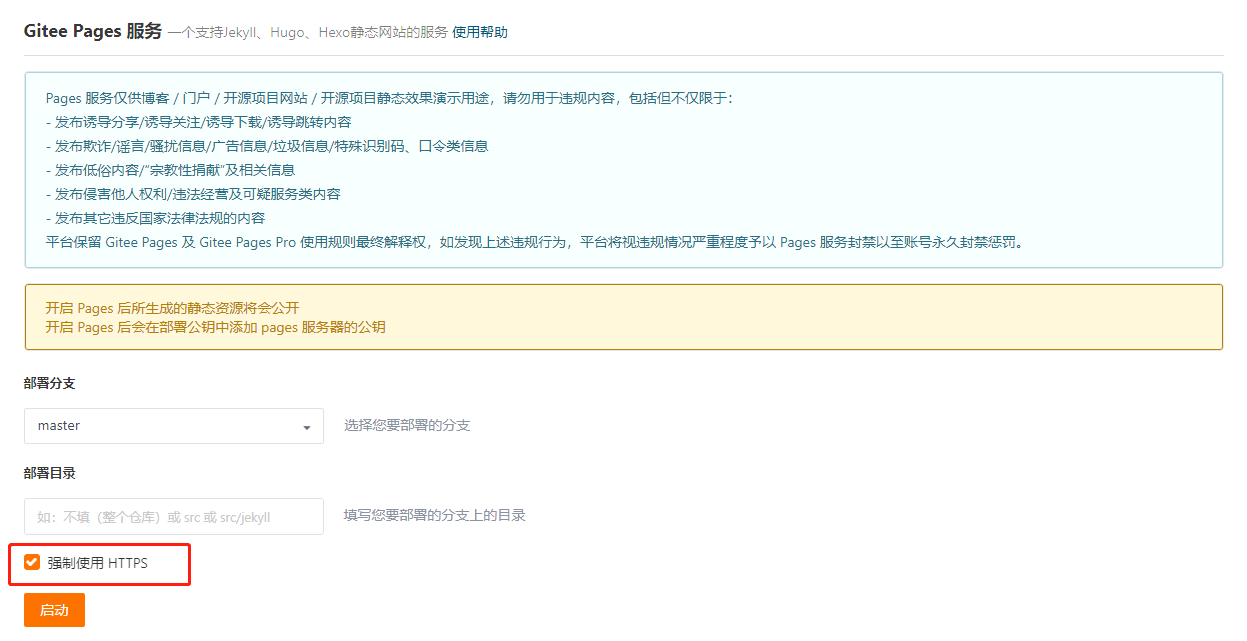 Gitee Pages 服务 —个支持Jekyll、Hugo、Hexo静态网站的服务 使用帮助
Pages 服务仅供博客 / 门户 / 开源项目网站 / 开源项目静态效果演示用途，请勿用于违规内容，包括但不仅限于：
- 发布诱导分享/诱导关注/诱导下载/诱导跳转内容
- 发布欺诈/谣言/骚扰信息/广告信息/垃圾信息/特殊识别码、口令类信息
- 发布低俗内容/“宗教性捐献”及相关信息
- 发布侵害他人权利/违法经营及可疑服务类内容
- 发布其它违反国家法律法规的内容
平台保留 Gitee Pages 及 Gitee Pages Pro 使用规则最终解释权，如发现上述违规行为，平台将视违规情况严重程度予以 Pages 服务封禁以至账号永久封禁惩罚。
开启 Pages 后所生成的静态资源将会公开
开启 Pages 后会在部署公钥中添加 pages 服务器的公钥
部署分支
master 选择您要部署的分支
部署目录
如：不填（整个仓库）或 src 或 src/jekyll 填写您要部署的分支上的目录
强制使用 HTTPS
启动